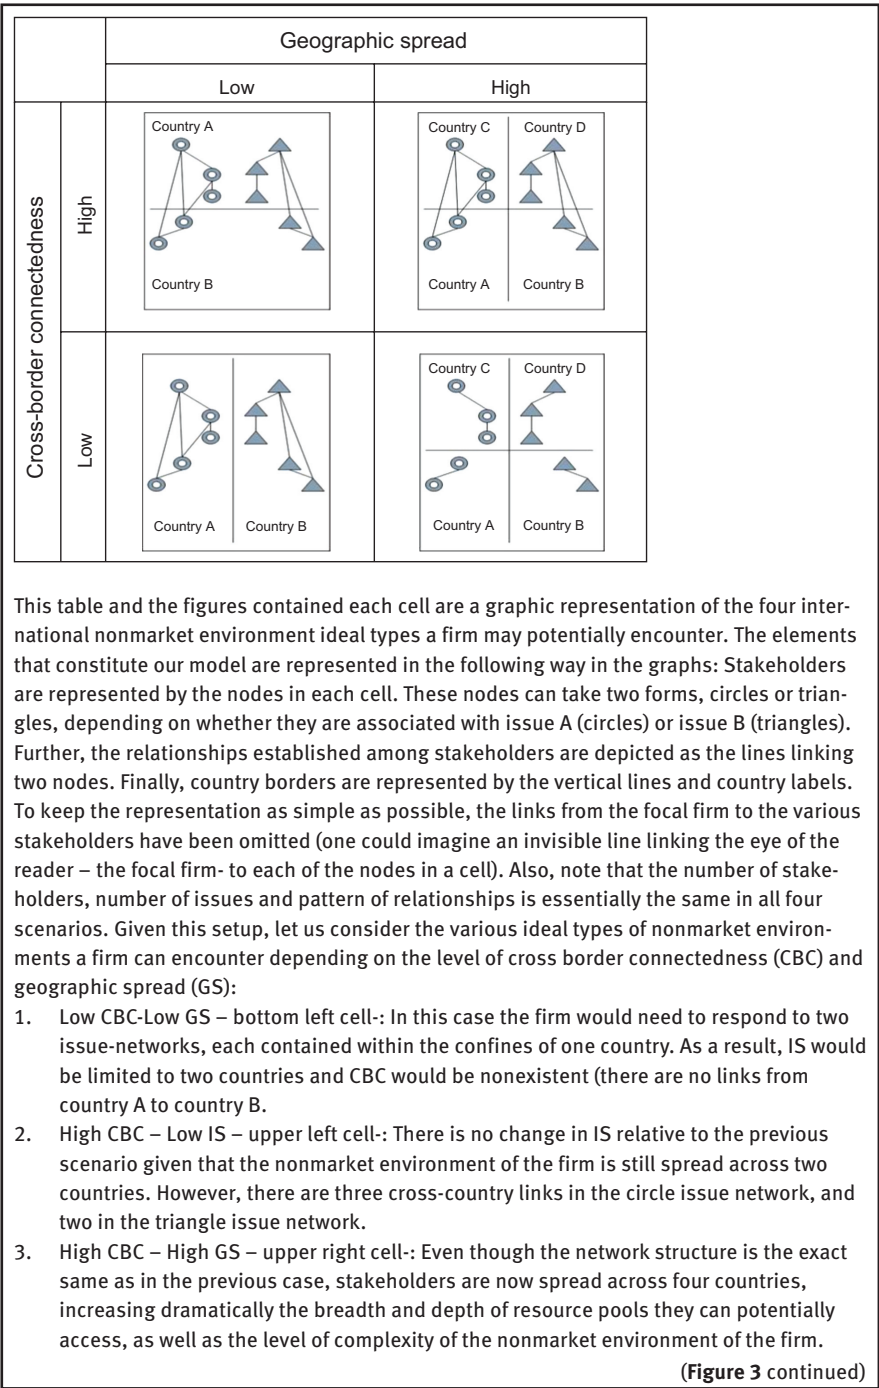 Geographic spread
Low
High
Cross-border connectedness
High
Country A
Country B
Country C
Country D
Country A
Country B
Low
Country A
Country B
Country C
Country D
Country A
Country B
This table and the figures contained each cell are a graphic representation of the four inter-
national nonmarket environment ideal types a firm may potentially encounter. The elements
that constitute our model are represented in the following way in the graphs: Stakeholders
are represented by the nodes in each cell. These nodes can take two forms, circles or trian-
gles, depending on whether they are associated with issue A (circles) or issue B (triangles).
Further, the relationships established among stakeholders are depicted as the lines linking
two nodes. Finally, country borders are represented by the vertical lines and country labels.
To keep the representation as simple as possible, the links from the focal firm to the various
stakeholders have been omitted (one could imagine an invisible line linking the eye of the
reader – the focal firm- to each of the nodes in a cell). Also, note that the number of stake-
holders, number of issues and pattern of relationships is essentially the same in all four
scenarios. Given this setup, let us consider the various ideal types of nonmarket environ-
ments a firm can encounter depending on the level of cross border connectedness (CBC) and
geographic spread (GS):
1. Low CBC-Low GS – bottom left cell-: In this case the firm would need to respond to two
issue-networks, each contained within the confines of one country. As a result, IS would
be limited to two countries and CBC would be nonexistent (there are no links from
country A to country B.
2. High CBC – Low IS – upper left cell-: There is no change in IS relative to the previous
scenario given that the nonmarket environment of the firm is still spread across two
countries. However, there are three cross-country links in the circle issue network, and
two in the triangle issue network.
3. High CBC – High GS – upper right cell-: Even though the network structure is the exact
same as in the previous case, stakeholders are now spread across four countries,
increasing dramatically the breadth and depth of resource pools they can potentially
access, as well as the level of complexity of the nonmarket environment of the firm.
(Figure 3 continued)